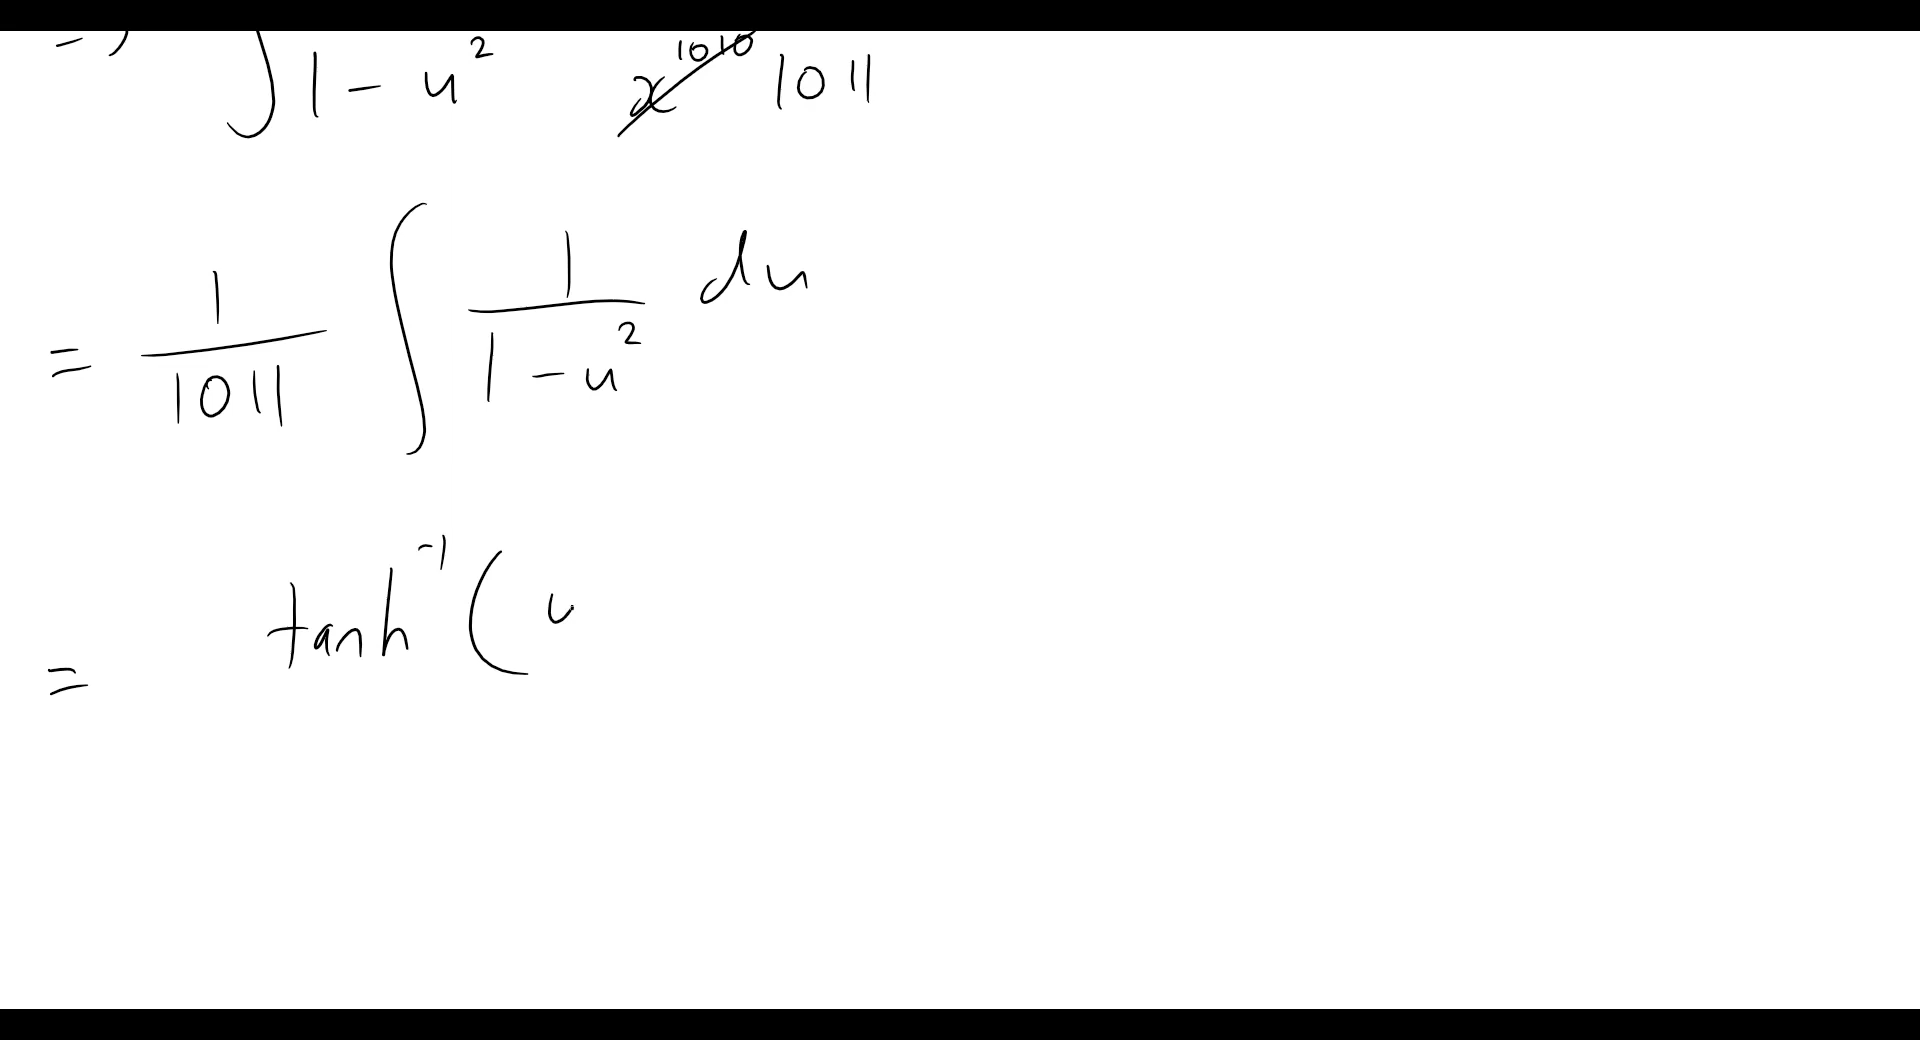 => ∫ 1 - u² x¹⁰¹⁰ 1011
= 1/1011 ∫ 1/(1 - u²) du
= tanh⁻¹ ( u